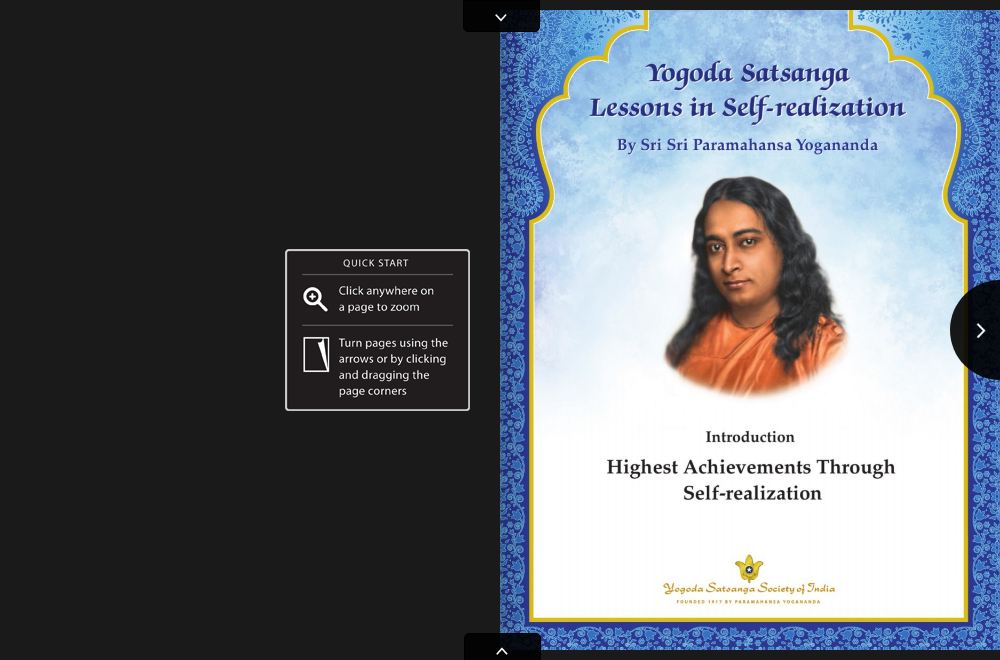 QUICK START
Click anywhere on
a page to zoom
Turn pages using the
arrows or by clicking
and dragging the
page corners
Yogoda Satsanga
Lessons in Self-realization
By Sri Sri Paramahansa Yogananda
Introduction
Highest Achievements Through
Self-realization
Yogoda Satsanga Society of India
FOUNDED 1917 BY PARAMAHANSA YOGANANDA